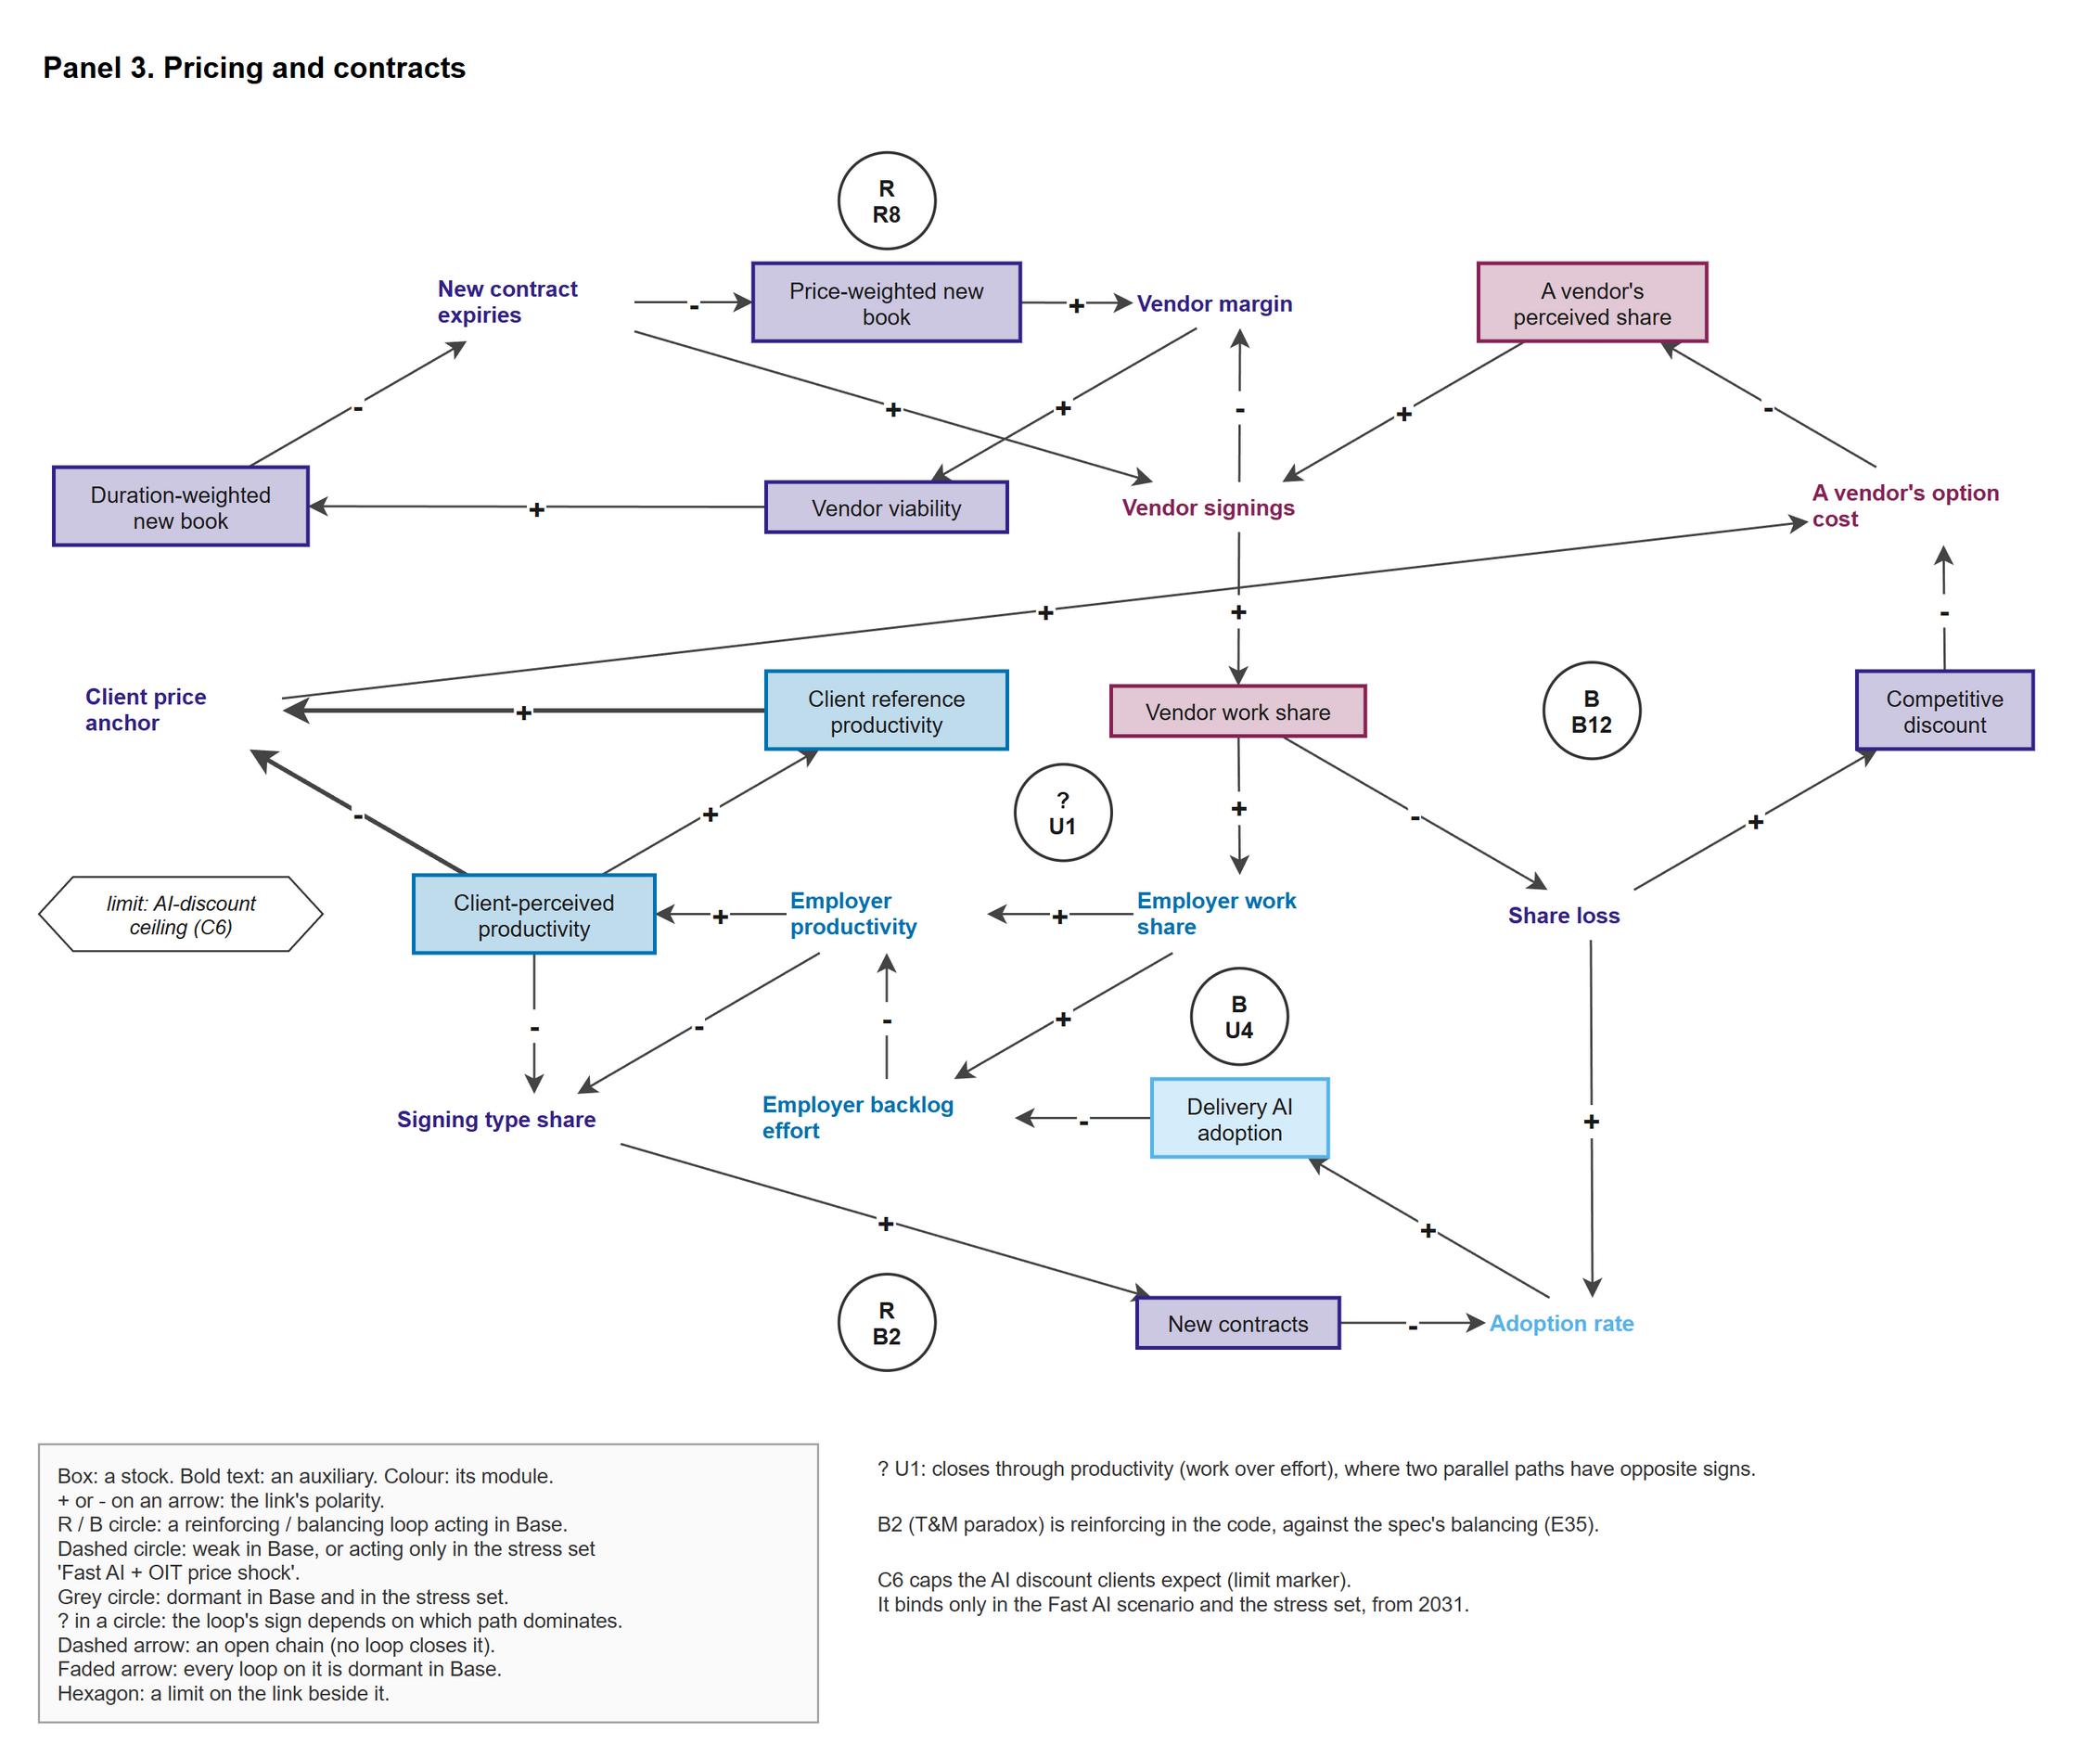 Panel 3. Pricing and contracts
R
R8
New contract
expiries
-
Price-weighted new
book
+
Vendor margin
A vendor's
perceived share
-
+
+
-
+
-
Duration-weighted
new book
+
Vendor viability
Vendor signings
A vendor's option
cost
+
+
-
Client price
anchor
+
Client reference
productivity
Vendor work share
B
B12
Competitive
discount
?
U1
-
+
+
-
+
limit: AI-discount
ceiling (C6)
Client-perceived
productivity
+
Employer
productivity
+
Employer work
share
Share loss
B
U4
-
-
-
+
Signing type share
Employer backlog
effort
-
Delivery AI
adoption
+
+
+
R
B2
New contracts
-
Adoption rate
Box: a stock. Bold text: an auxiliary. Colour: its module.
+ or - on an arrow: the link's polarity.
R / B circle: a reinforcing / balancing loop acting in Base.
Dashed circle: weak in Base, or acting only in the stress set
'Fast AI + OIT price shock'.
Grey circle: dormant in Base and in the stress set.
? in a circle: the loop's sign depends on which path dominates.
Dashed arrow: an open chain (no loop closes it).
Faded arrow: every loop on it is dormant in Base.
Hexagon: a limit on the link beside it.
? U1: closes through productivity (work over effort), where two parallel paths have opposite signs.
B2 (T&M paradox) is reinforcing in the code, against the spec's balancing (E35).
C6 caps the AI discount clients expect (limit marker).
It binds only in the Fast AI scenario and the stress set, from 2031.